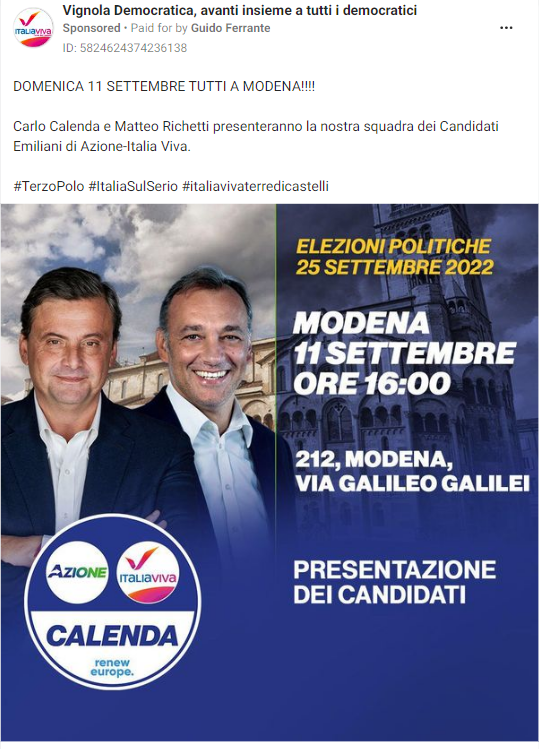 Vignola Democratica, avanti insieme a tutti i democratici
Sponsored • Paid for by Guido Ferrante
ID: 5824624374236138
DOMENICA 11 SETTEMBRE TUTTI A MODENA!!!!
Carlo Calenda e Matteo Richetti presenteranno la nostra squadra dei Candidati
Emiliani di Azione-Italia Viva.
#TerzoPolo #ItaliaSulSerio #italiavivaterredicastelli
ITALIAVIVA
ELEZIONI POLITICHE
25 SETTEMBRE 2022
MODENA
11 SETTEMBRE
ORE 16:00
212, MODENA,
VIA GALILEO GALILEI
PRESENTAZIONE
DEI CANDIDATI
AZIONE
ITALIAVIVA
CALENDA
renew
europe.